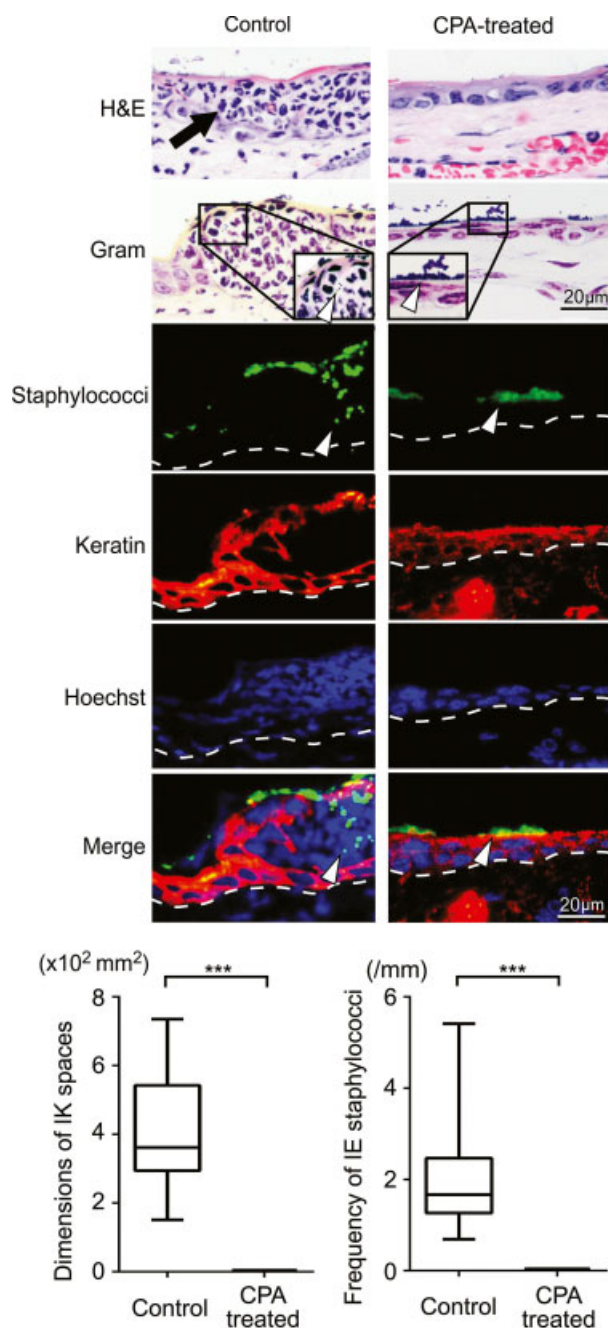 Control CPA-treated
H&E
Gram
20μm
Staphylococci
Keratin
Hoechst
Merge
20μm
(x10² mm²)
***
Dimensions of IK spaces
8
6
4
2
0
Control CPA
treated
(/mm)
***
Frequency of IE staphylococci
6
4
2
0
Control CPA
treated